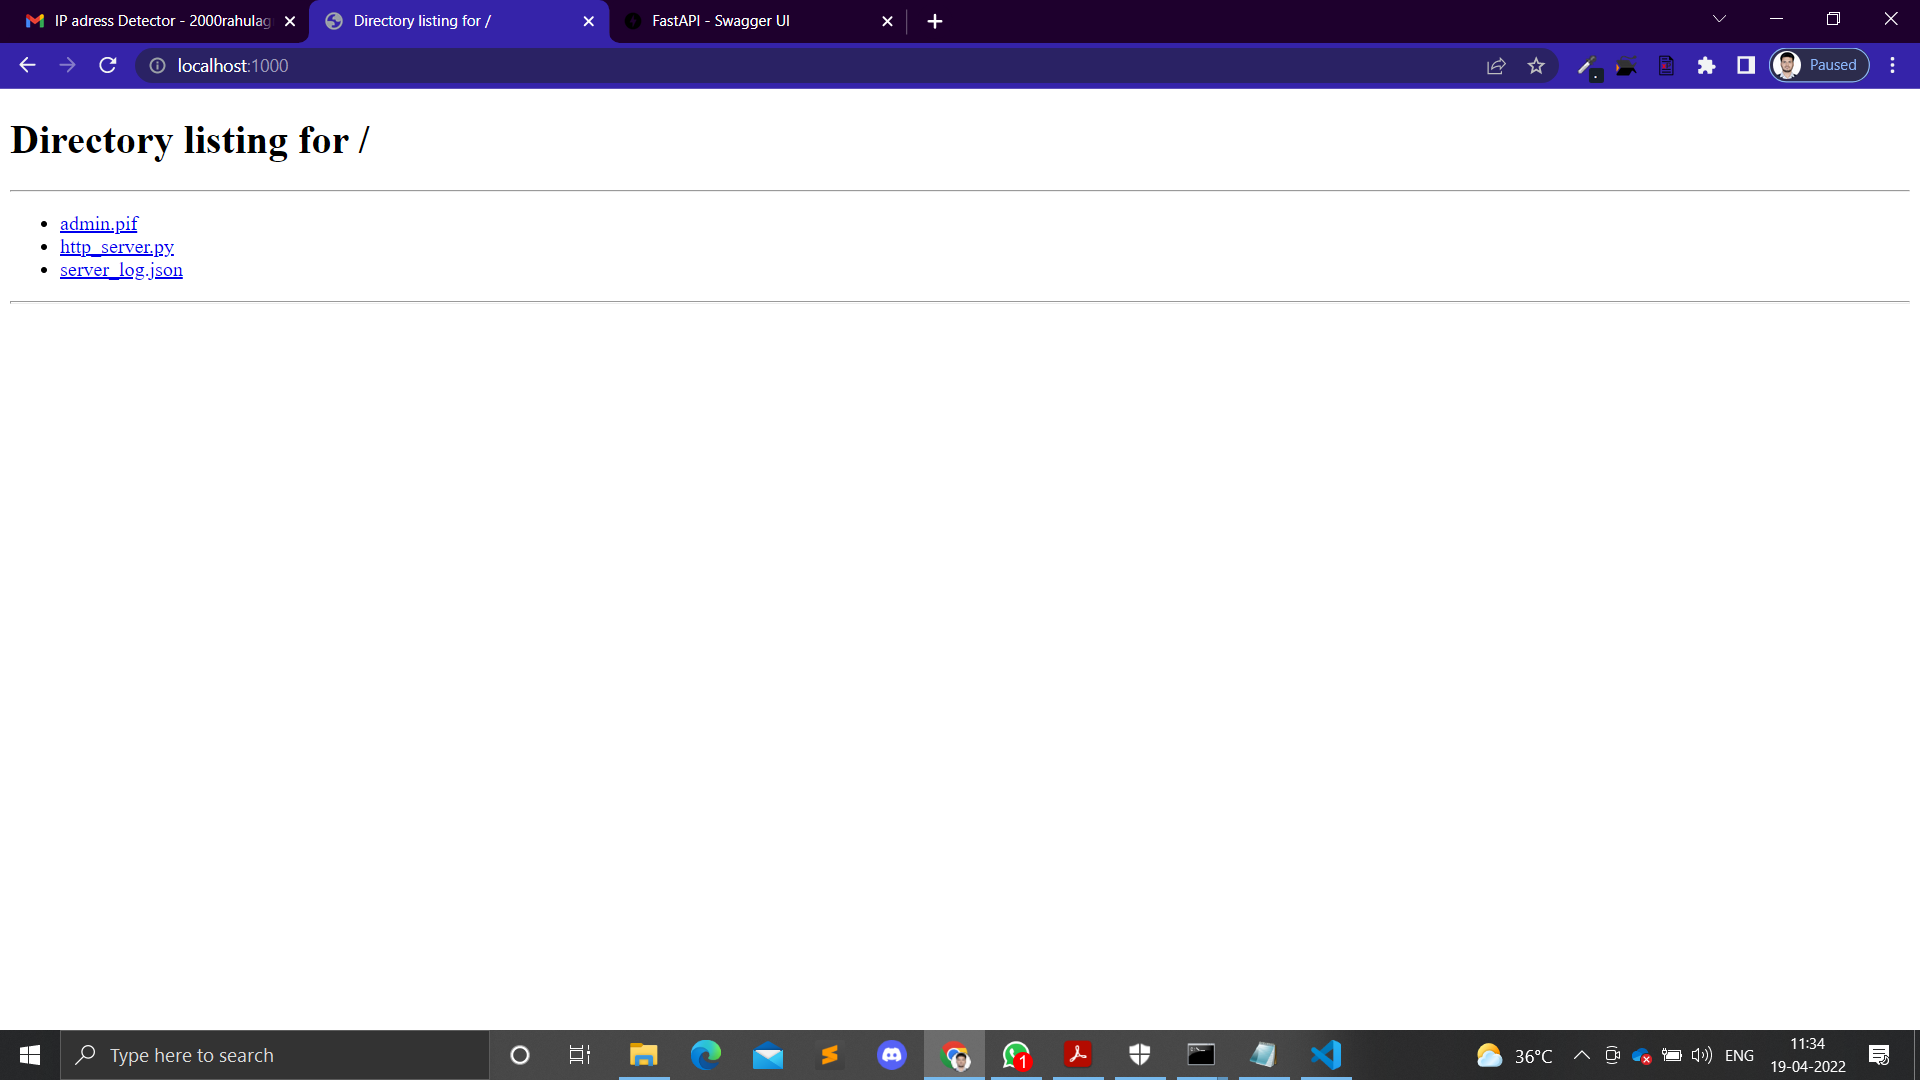 IP adress Detector - 2000rahulag
Directory listing for /
FastAPI - Swagger UI
localhost:1000
Paused
Directory listing for /
admin.pif
http_server.py
server_log.json
Type here to search
1
36°C
ENG
11:34
19-04-2022